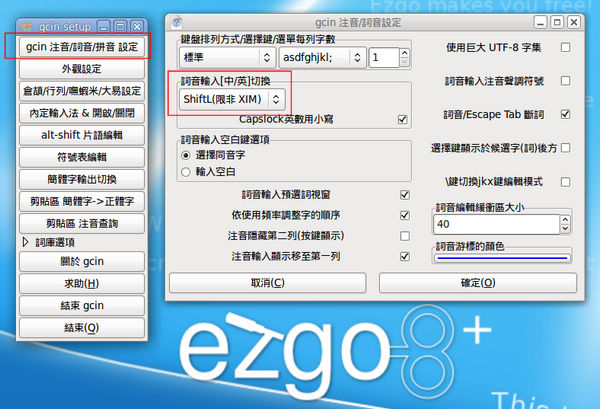 Ezgo makes you free!
gcin-setup
gcin 注音/詞音/拼音 設定
外觀設定
倉頡/行列/嘸蝦米/大易設定
內定輸入法 & 開啟/關閉
alt-shift 片語編輯
符號表編輯
簡體字輸出切換
剪貼區 簡體字->正體字
剪貼區 注音查詢
詞庫選項
關於 gcin
求助(H)
結束 gcin
結束(Q)
gcin 注音/詞音設定
鍵盤排列方式/選擇鍵/選單每列字數
標準
asdfghjkl;
1
詞音輸入[中/英]切換
ShiftL(限非 XIM)
Capslock英數用小寫
詞音輸入空白鍵選項
選擇同音字
輸入空白
詞音輸入預選詞視窗
依使用頻率調整字的順序
注音隱藏第二列(按鍵顯示)
注音輸入顯示移至第一列
使用巨大 UTF-8 字集
詞音輸入注音聲調符號
詞音/Escape Tab 斷詞
選擇鍵顯示於候選字(詞)後方
\鍵切換jkx鍵編輯模式
詞音編輯緩衝區大小
40
詞音游標的顏色
取消(C)
確定(O)
ezgo8+
This i